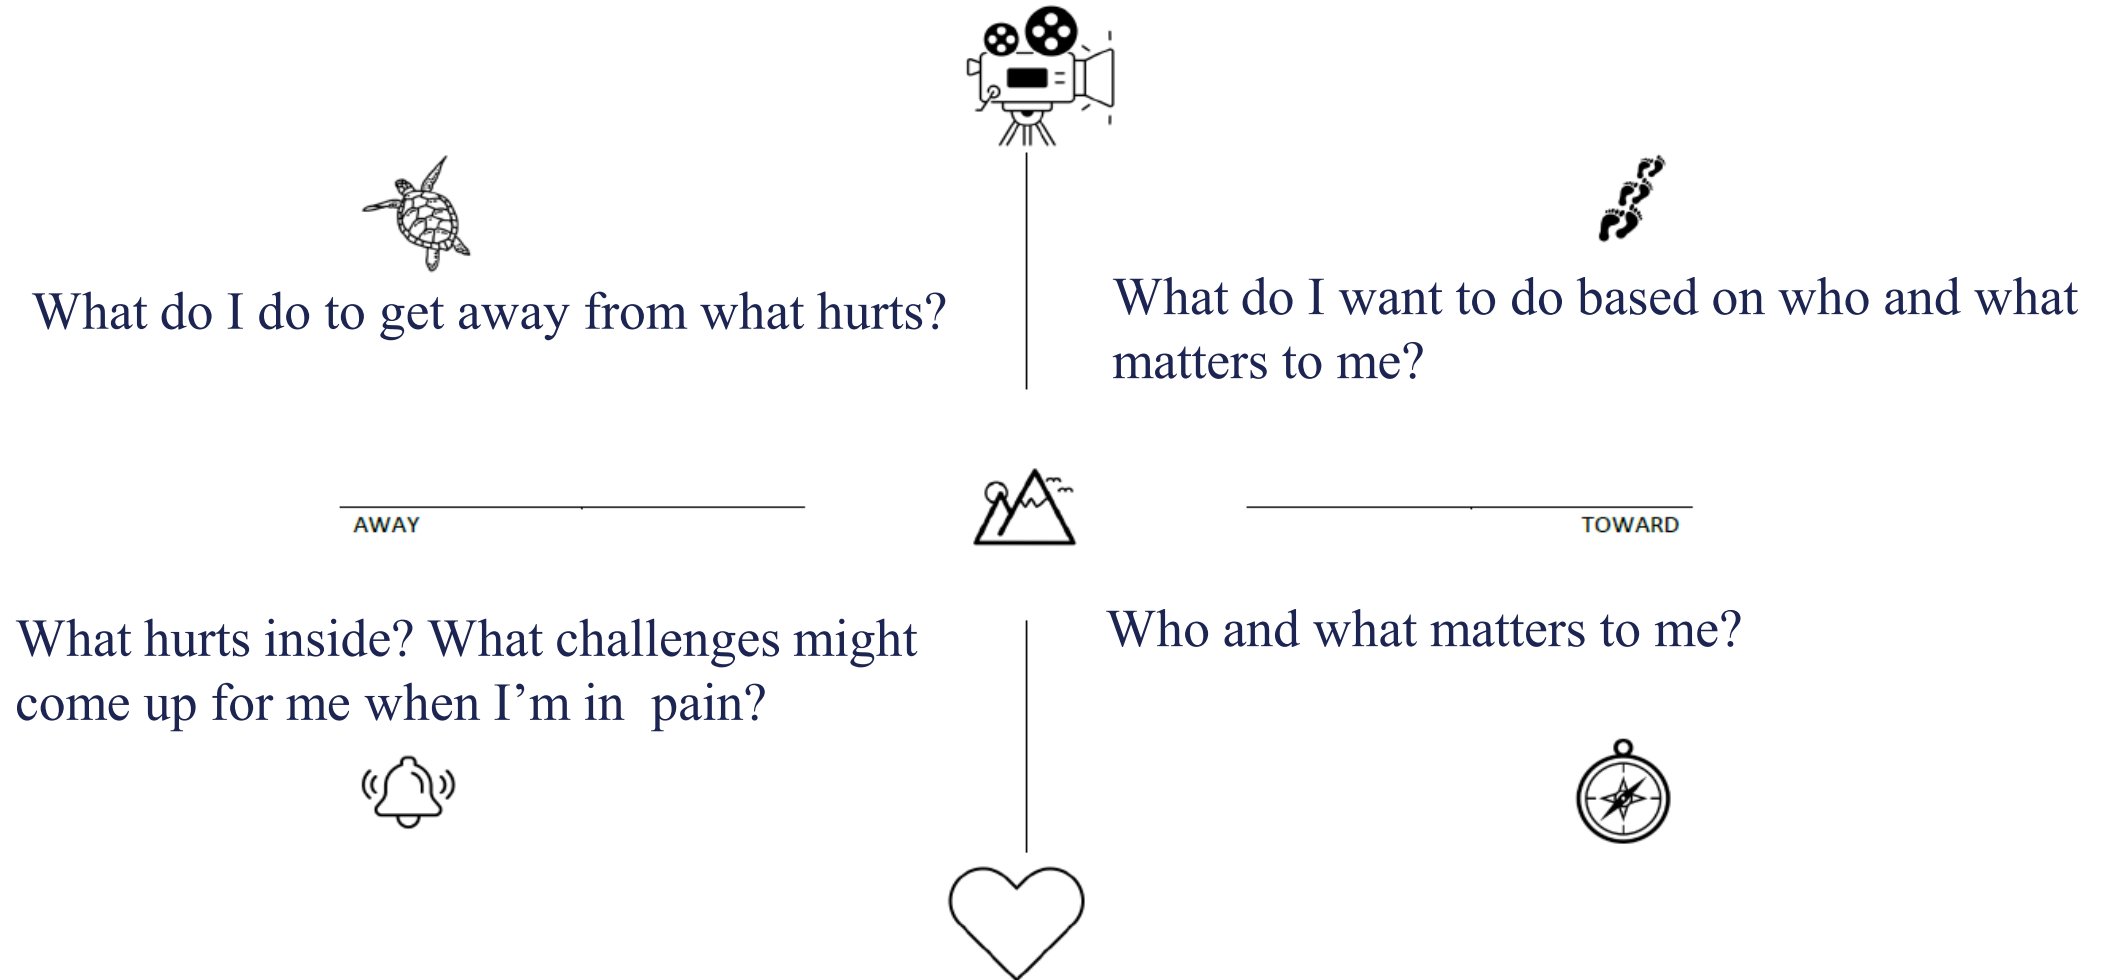 What do I do to get away from what hurts?
What do I want to do based on who and what
matters to me?
AWAY
TOWARD
What hurts inside? What challenges might
come up for me when I’m in  pain?
Who and what matters to me?